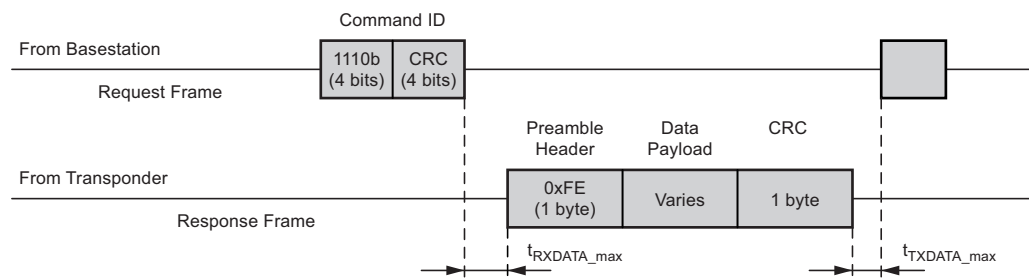 Command ID
From Basestation
1110b
(4 bits)
CRC
(4 bits)
Request Frame
Preamble
Header
Data
Payload
CRC
From Transponder
0xFE
(1 byte)
Varies
1 byte
Response Frame
tRXDATA_max
tTXDATA_max